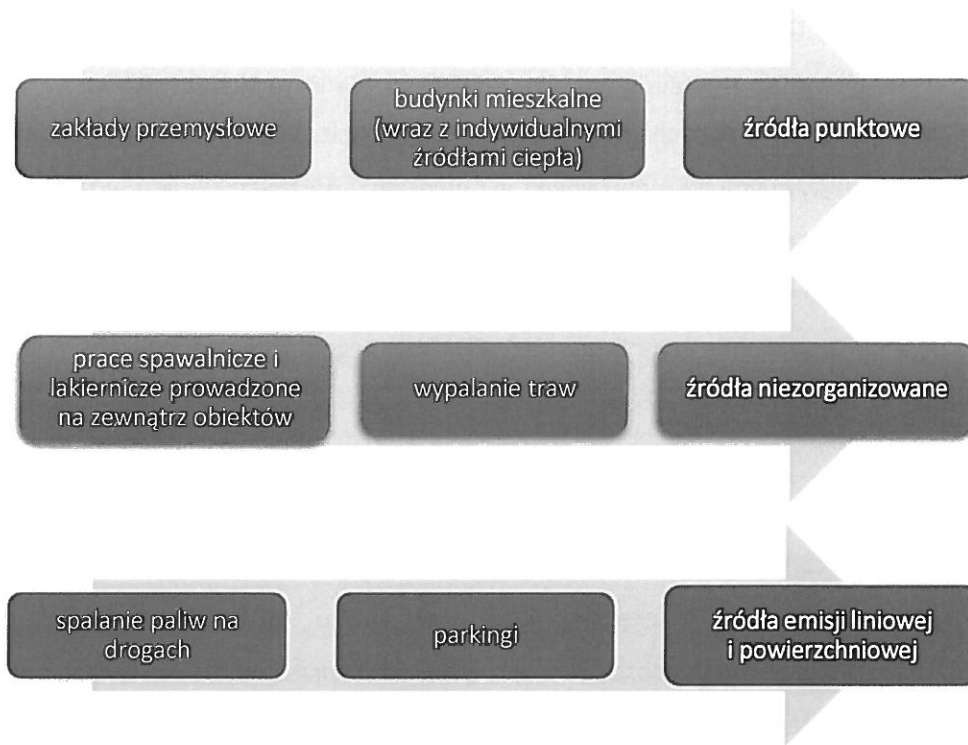 zakłady przemysłowe
budynki mieszkalne
(wraz z indywidualnymi
źródłami ciepła)
źródła punktowe
prace spawalnicze i
lakiernicze prowadzone
na zewnątrz obiektów
wypalanie traw
źródła niezorganizowane
spalanie paliw na
drogach
parkingi
źródła emisji liniowej
i powierzchniowej